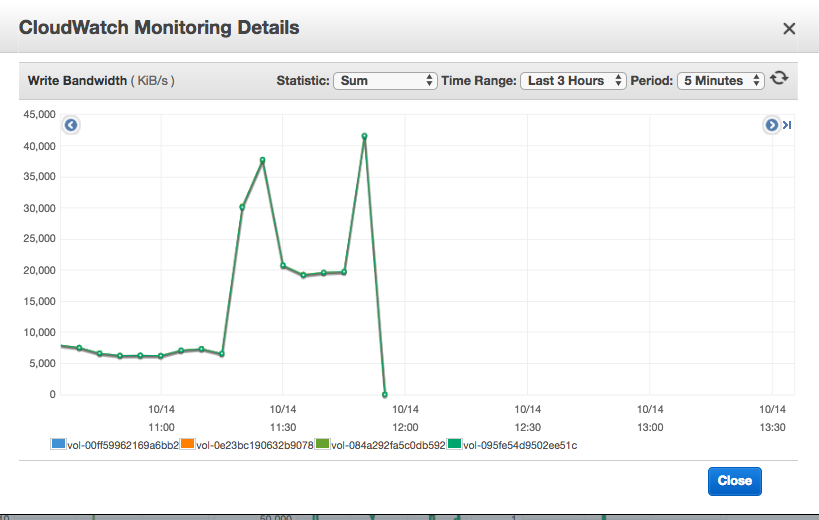 CloudWatch Monitoring Details
Write Bandwidth ( KiB/s ) Statistic: Sum Time Range: Last 3 Hours Period: 5 Minutes
45,000
40,000
35,000
30,000
25,000
20,000
15,000
10,000
5,000
0
10/14 10/14 10/14 10/14 10/14 10/14
11:00 11:30 12:00 12:30 13:00 13:30
vol-00ff59962169a6bb2 vol-0e23bc190632b9078 vol-084a292fa5c0db592 vol-095fe54d9502ee51c
Close